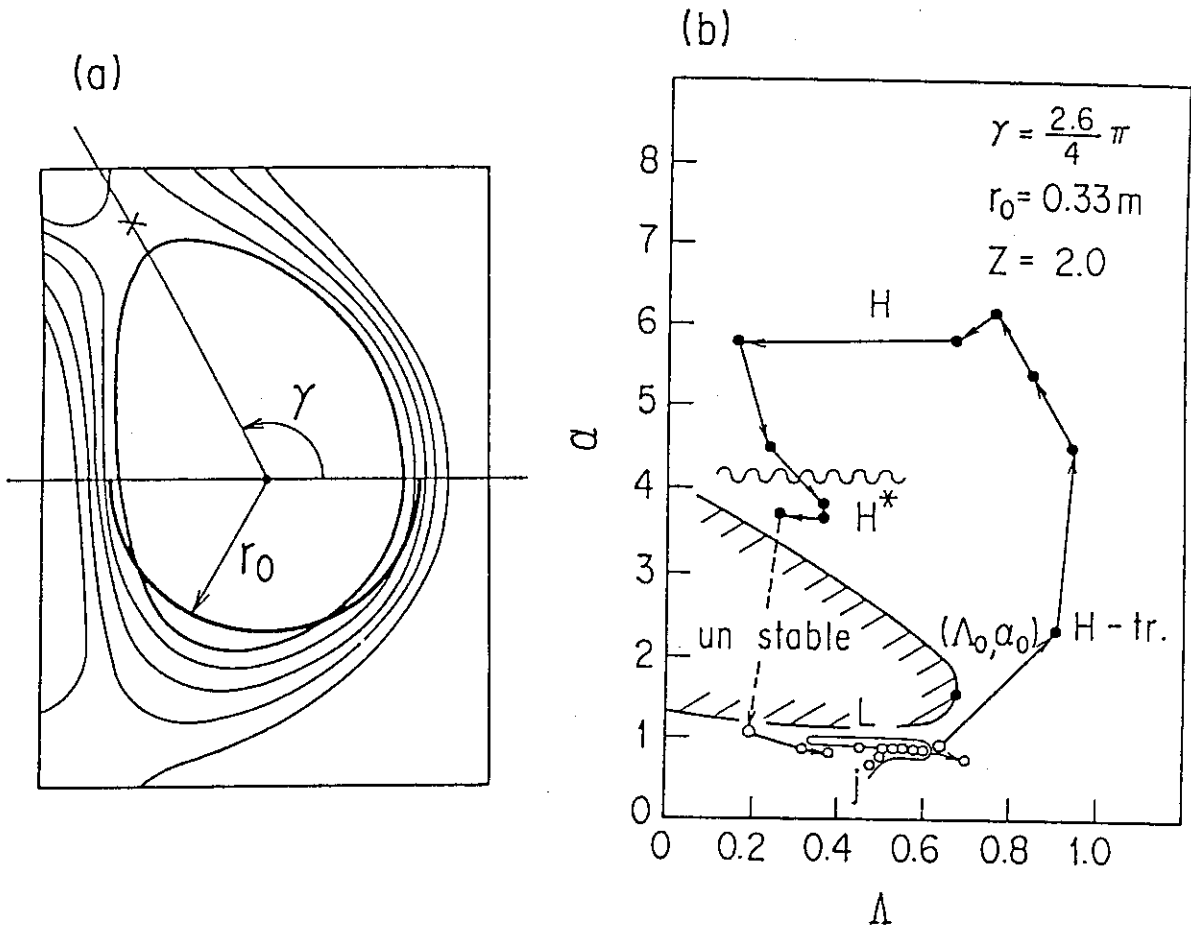 (a)
γ
r₀
(b)
γ = 2.6/4 π
r₀ = 0.33 m
Z = 2.0
8
7
6
5
4
3
2
1
0
α
H
H*
un stable
(Λ₀,α₀)
H-tr.
L
j
0 0.2 0.4 0.6 0.8 1.0
Λ